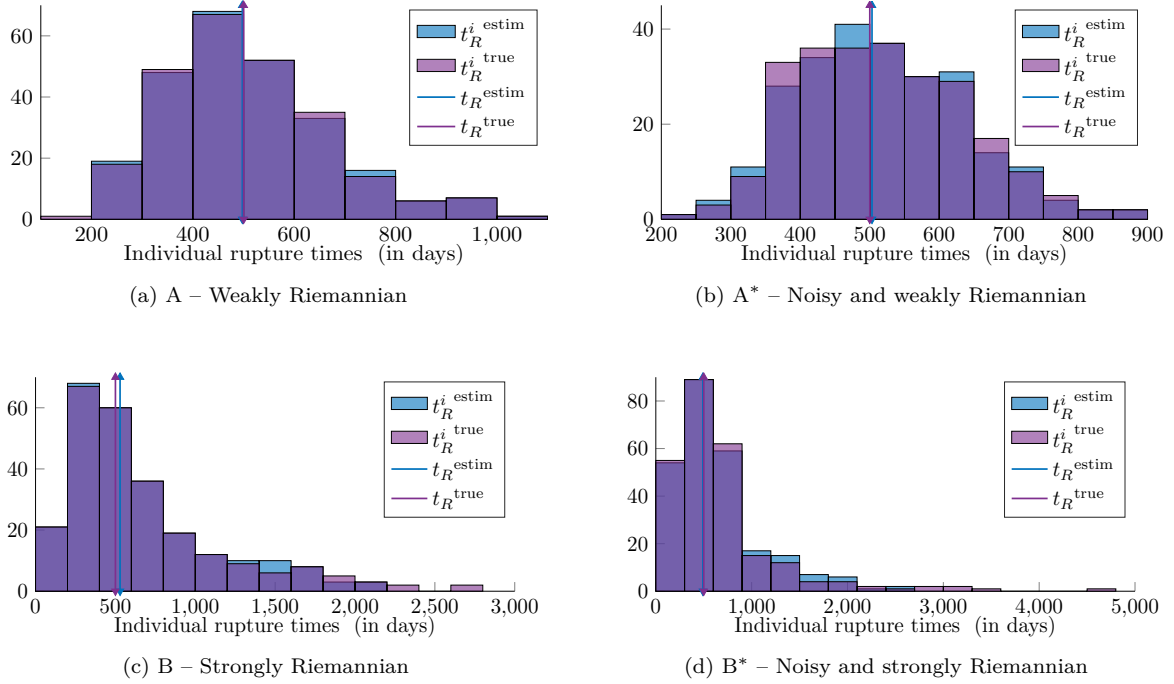 60
40
20
0
200 400 600 800 1,000
Individual rupture times (in days)
t_R^i estim
t_R^i true
t_R estim
t_R true
(a) A – Weakly Riemannian
40
20
0
200 300 400 500 600 700 800 900
Individual rupture times (in days)
t_R^i estim
t_R^i true
t_R estim
t_R true
(b) A* – Noisy and weakly Riemannian
60
40
20
0
0 500 1,000 1,500 2,000 2,500 3,000
Individual rupture times (in days)
t_R^i estim
t_R^i true
t_R estim
t_R true
(c) B – Strongly Riemannian
80
60
40
20
0
0 1,000 2,000 3,000 4,000 5,000
Individual rupture times (in days)
t_R^i estim
t_R^i true
t_R estim
t_R true
(d) B* – Noisy and strongly Riemannian